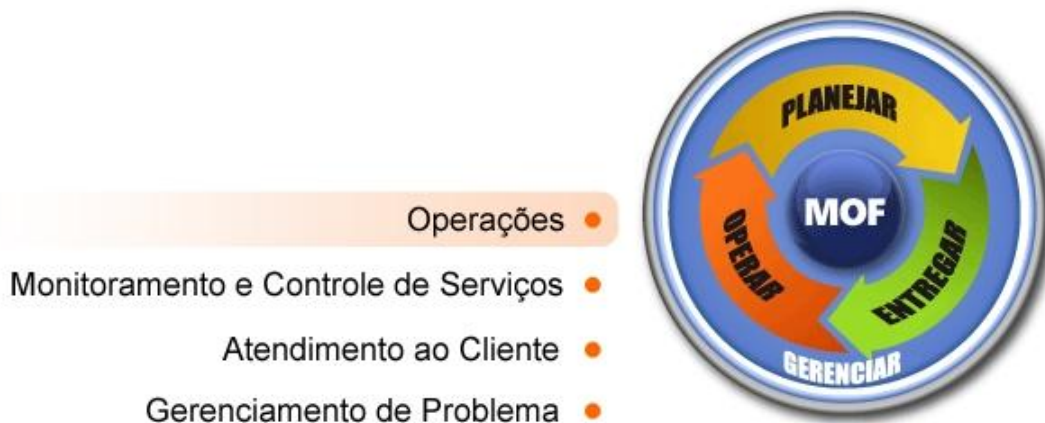 Operações
Monitoramento e Controle de Serviços
Atendimento ao Cliente
Gerenciamento de Problema
PLANEJAR
MOF
OPERAR
ENTREGAR
GERENCIAR